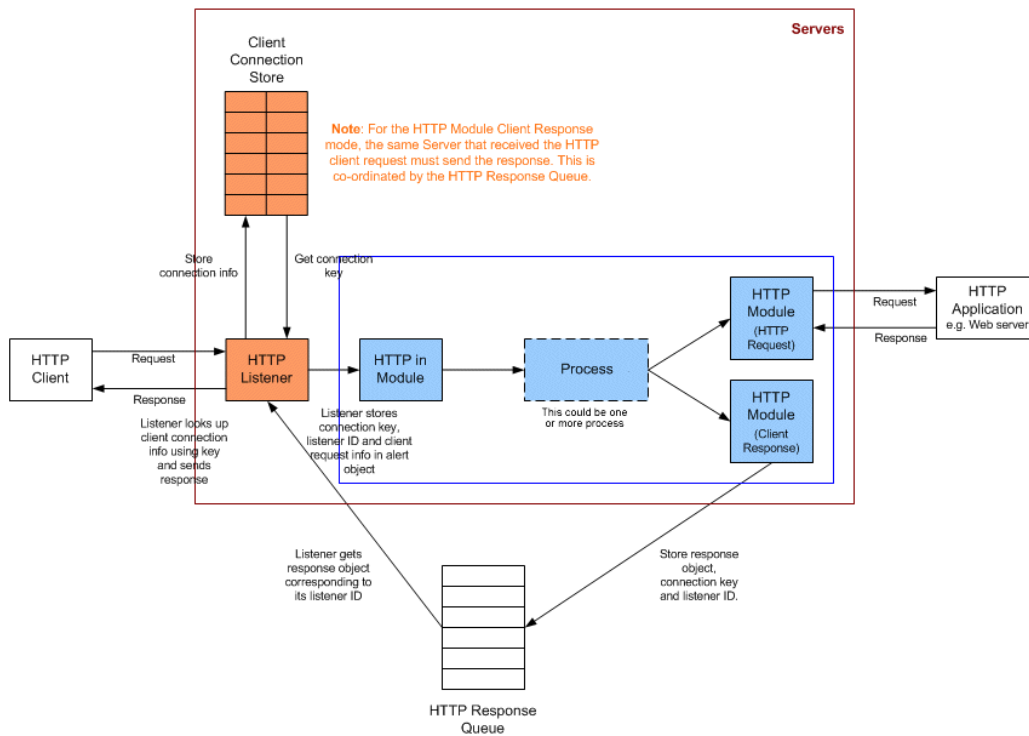 Servers
Client
Connection
Store
Note: For the HTTP Module Client Response
mode, the same Server that received the HTTP
client request must send the response. This is
co-ordinated by the HTTP Response Queue.
Store
connection info
Get connection
key
HTTP
Client
Request
Response
HTTP
Listener
HTTP in
Module
Process
This could be one
or more process
HTTP
Module
(HTTP
Request)
Request
Response
HTTP
Application
e.g. Web server
HTTP
Module
(Client
Response)
Listener looks up
client connection
info using key
and sends
response
Listener stores
connection key,
listener ID and client
request info in alert
object
Listener gets
response object
corresponding to
its listener ID
Store response
object,
connection key
and listener ID.
HTTP Response
Queue